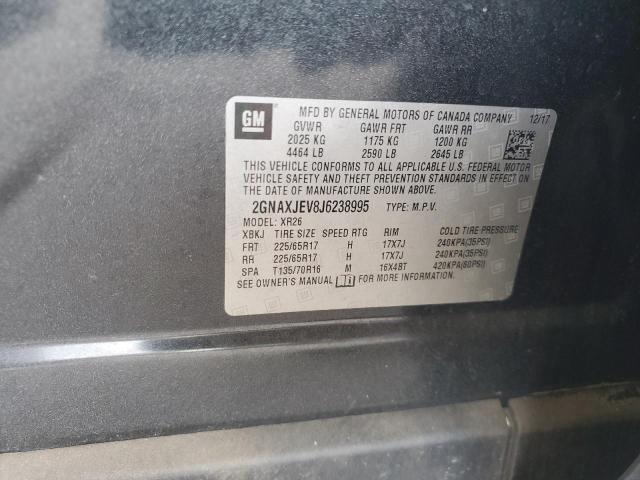 GM
MFD BY GENERAL MOTORS OF CANADA COMPANY 12/17
GVWR GAWR FRT GAWR RR
2025 KG 1175 KG 1200 KG
4464 LB 2590 LB 2645 LB
THIS VEHICLE CONFORMS TO ALL APPLICABLE U.S. FEDERAL MOTOR
VEHICLE SAFETY AND THEFT PREVENTION STANDARDS IN EFFECT ON
THE DATE OF MANUFACTURE SHOWN ABOVE.
2GNAXJEV8J6238995 TYPE: M.P.V.
MODEL: XR26
XBKJ TIRE SIZE SPEED RTG RIM COLD TIRE PRESSURE
FRT 225/65R17 H 17X7J 240KPA(35PSI)
RR 225/65R17 H 17X7J 240KPA(35PSI)
SPA T135/70R16 M 16X4BT 420KPA(60PSI)
SEE OWNER'S MANUAL FOR ADDITIONAL INFORMATION.